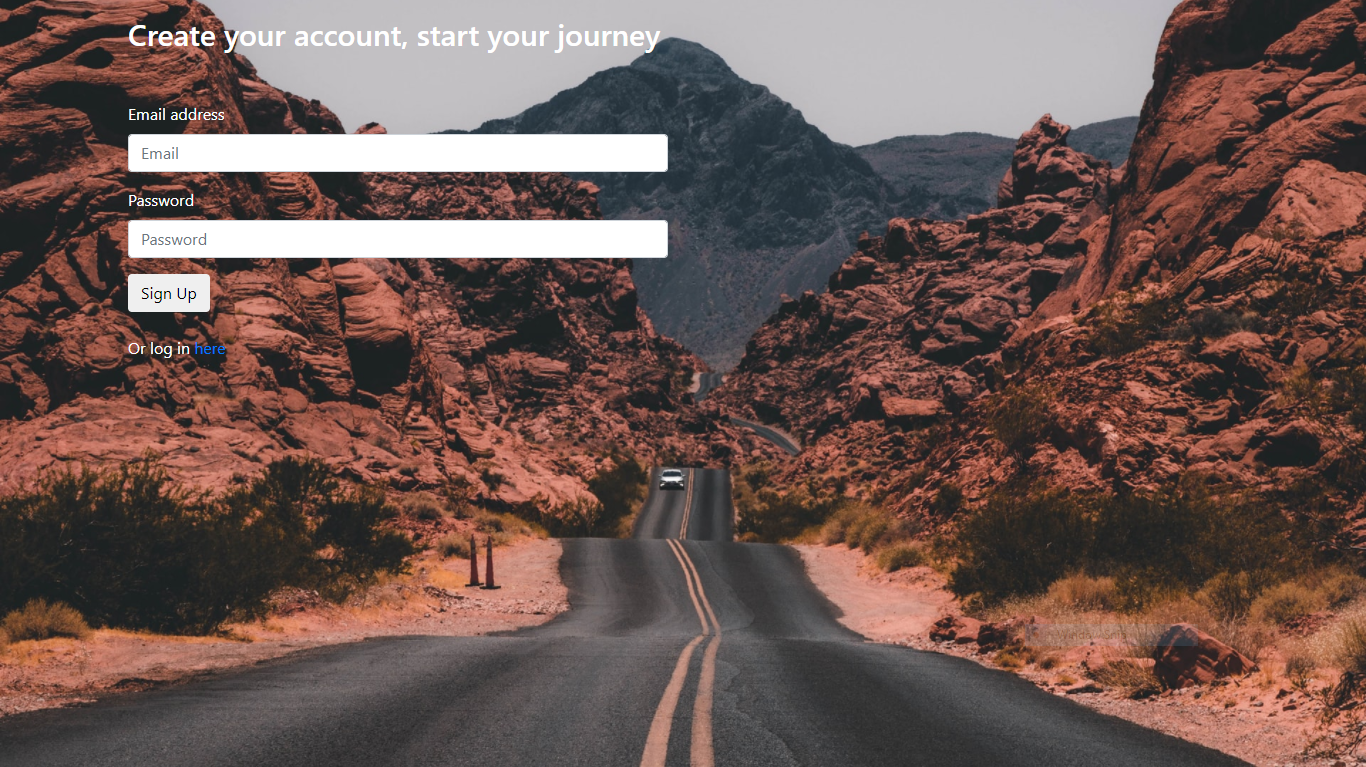 Create your account, start your journey
Email address
Email
Password
Password
Sign Up
Or log in here